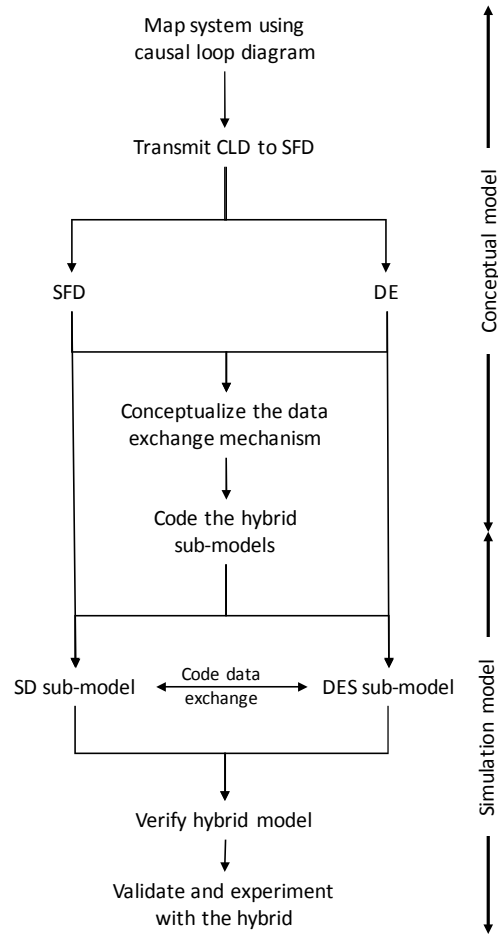 Map system using
causal loop diagram
Transmit CLD to SFD
SFD
DE
Conceptualize the data
exchange mechanism
Code the hybrid
sub-models
SD sub-model
Code data
exchange
DES sub-model
Verify hybrid model
Validate and experiment
with the hybrid
Conceptual model
Simulation model